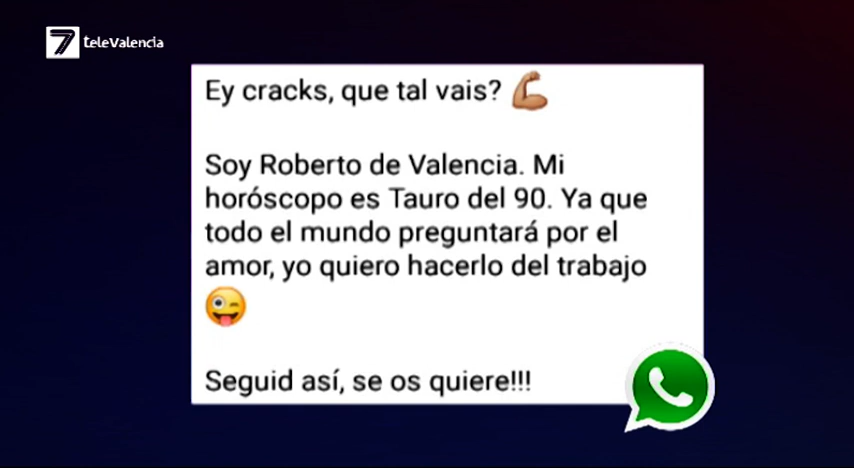 7 teleValencia
Ey cracks, que tal vais? 💪🏽
Soy Roberto de Valencia. Mi
horóscopo es Tauro del 90. Ya que
todo el mundo preguntará por el
amor, yo quiero hacerlo del trabajo
😜
Seguid así, se os quiere!!!